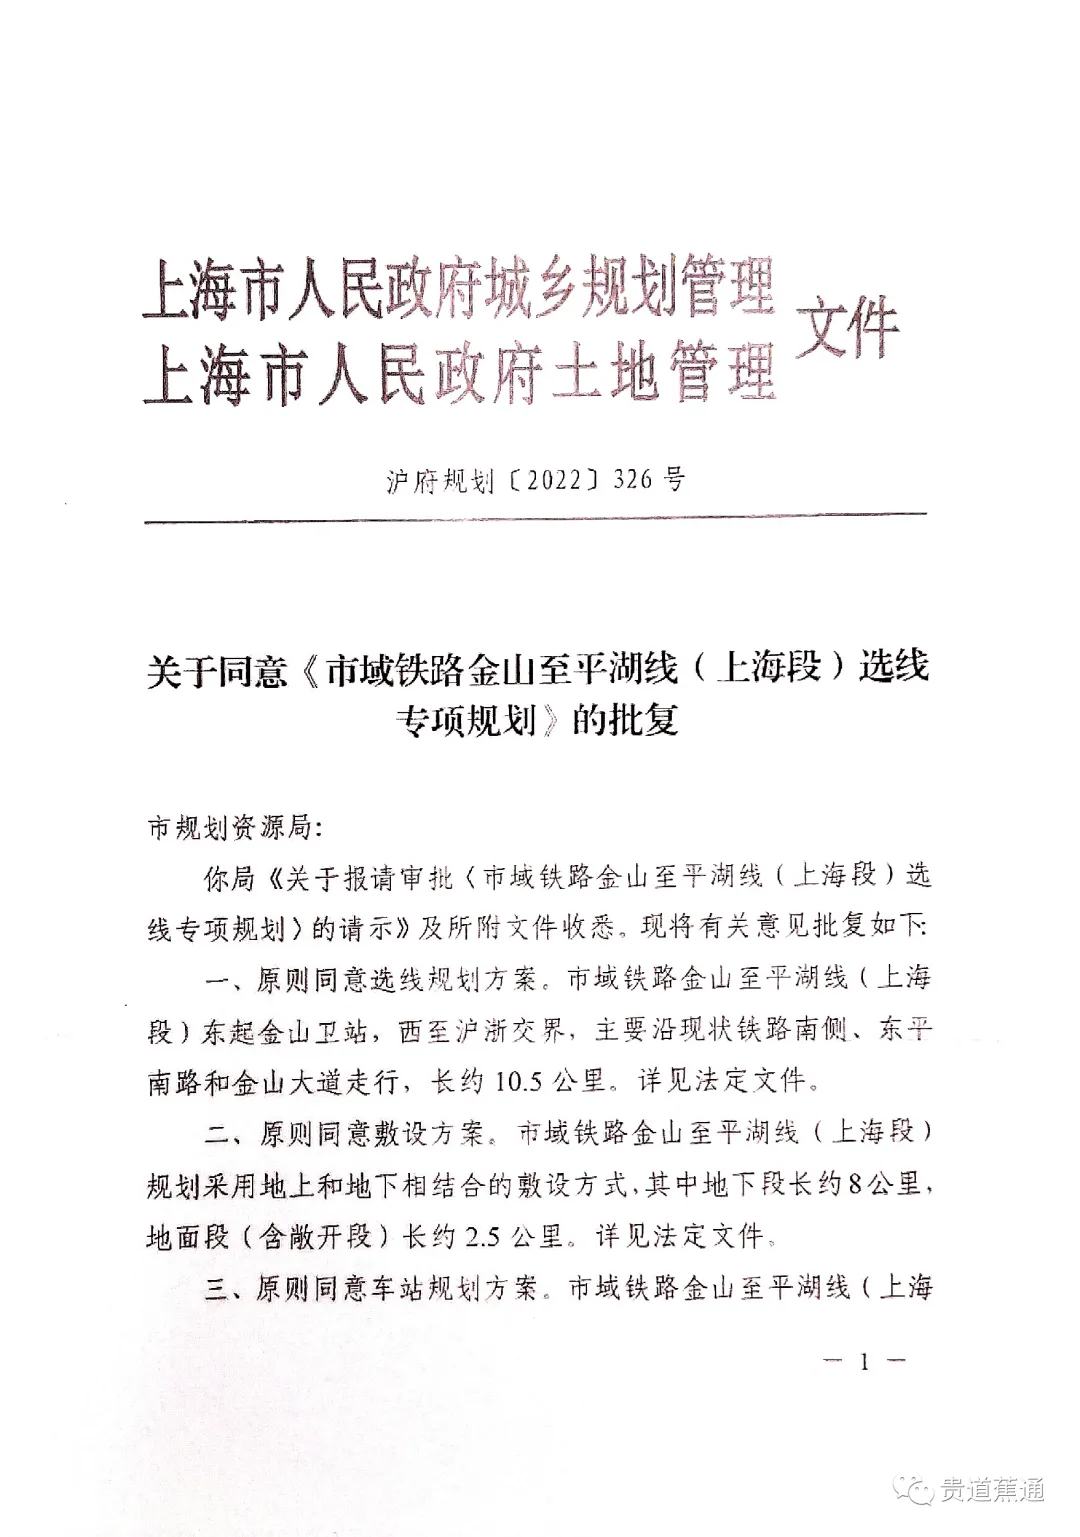 上海市人民政府城乡规划管理
上海市人民政府土地管理
文件
沪府规划〔2022〕326号
关于同意《市域铁路金山至平湖线（上海段）选线
专项规划》的批复
市规划资源局：
你局《关于报请审批〈市域铁路金山至平湖线（上海段）选
线专项规划〉的请示》及所附文件收悉。现将有关意见批复如下：
一、原则同意选线规划方案。市域铁路金山至平湖线（上海
段）东起金山卫站，西至沪浙交界，主要沿现状铁路南侧、东平
南路和金山大道走行，长约10.5公里。详见法定文件。
二、原则同意敷设方案。市域铁路金山至平湖线（上海段）
规划采用地上和地下相结合的敷设方式，其中地下段长约8公里，
地面段（含敞开段）长约2.5公里。详见法定文件。
三、原则同意车站规划方案。市域铁路金山至平湖线（上海
— 1 —
贵道蕉通